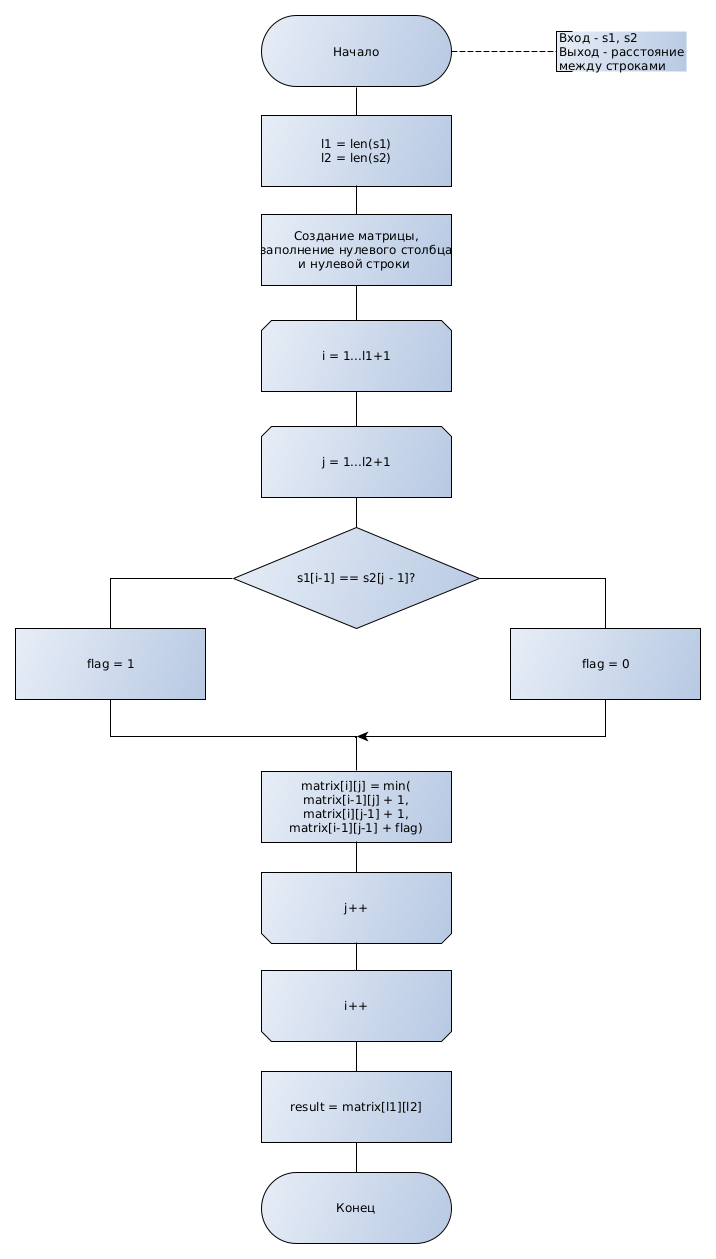 Начало
Вход - s1, s2
Выход - расстояние
между строками
l1 = len(s1)
l2 = len(s2)
Создание матрицы,
заполнение нулевого столбца
и нулевой строки
i = 1...l1+1
j = 1...l2+1
s1[i-1] == s2[j - 1]?
flag = 1
flag = 0
matrix[i][j] = min(
matrix[i-1][j] + 1,
matrix[i][j-1] + 1,
matrix[i-1][j-1] + flag)
j++
i++
result = matrix[l1][l2]
Конец